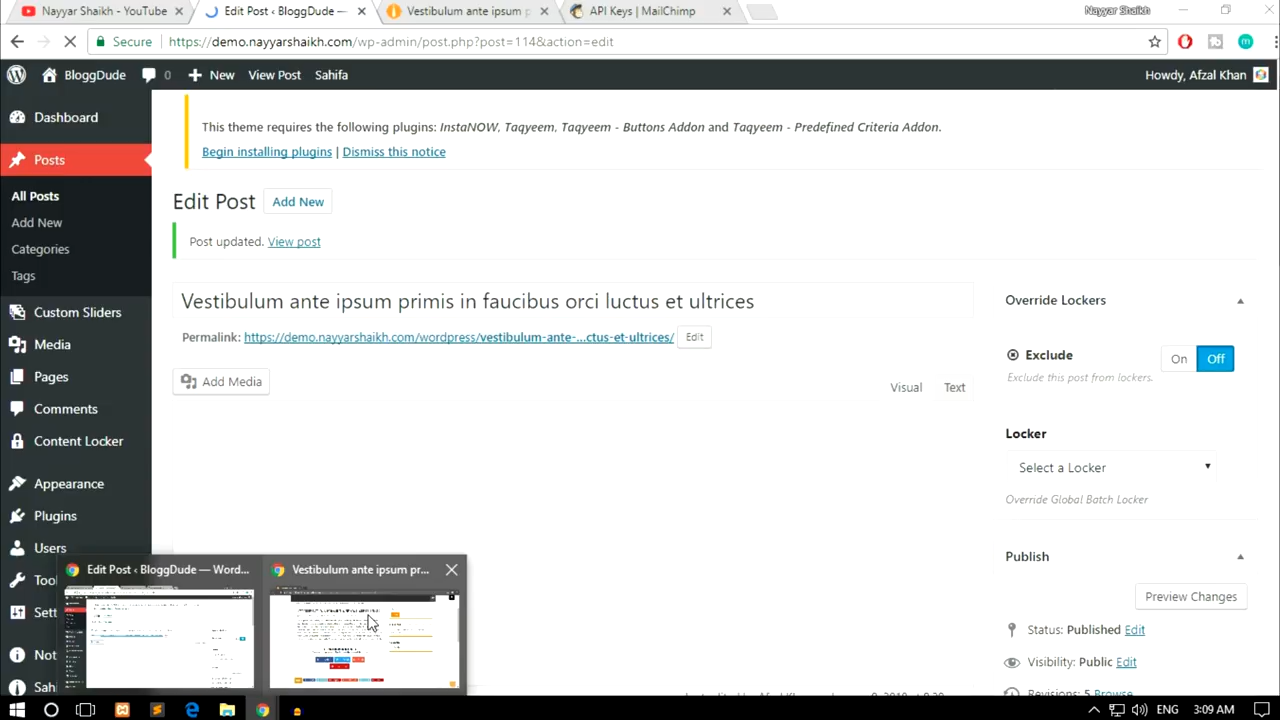 Nayyar Shaikh - YouTube
Edit Post ‹ BloggDude —
Vestibulum ante ipsum p
API Keys | MailChimp
Nayyar Shaikh
Secure
https://demo.nayyarshaikh.com/wp-admin/post.php?post=114&action=edit
BloggDude
0
New
View Post
Sahifa
Howdy, Afzal Khan
Dashboard
Posts
All Posts
Add New
Categories
Tags
Custom Sliders
Media
Pages
Comments
Content Locker
Appearance
Plugins
Users
This theme requires the following plugins: InstaNOW, Taqyeem, Taqyeem - Buttons Addon and Taqyeem - Predefined Criteria Addon.
Begin installing plugins | Dismiss this notice
Edit Post
Add New
Post updated. View post
Vestibulum ante ipsum primis in faucibus orci luctus et ultrices
Permalink: https://demo.nayyarshaikh.com/wordpress/vestibulum-ante-...ctus-et-ultrices/
Edit
Add Media
Visual
Text
Override Lockers
Exclude
On
Off
Exclude this post from lockers.
Locker
Select a Locker
Override Global Batch Locker
Publish
Preview Changes
Status: Published Edit
Visibility: Public Edit
Revisions: 5 Browse
Edit Post ‹ BloggDude — Word...
Vestibulum ante ipsum pr...
ENG
3:09 AM